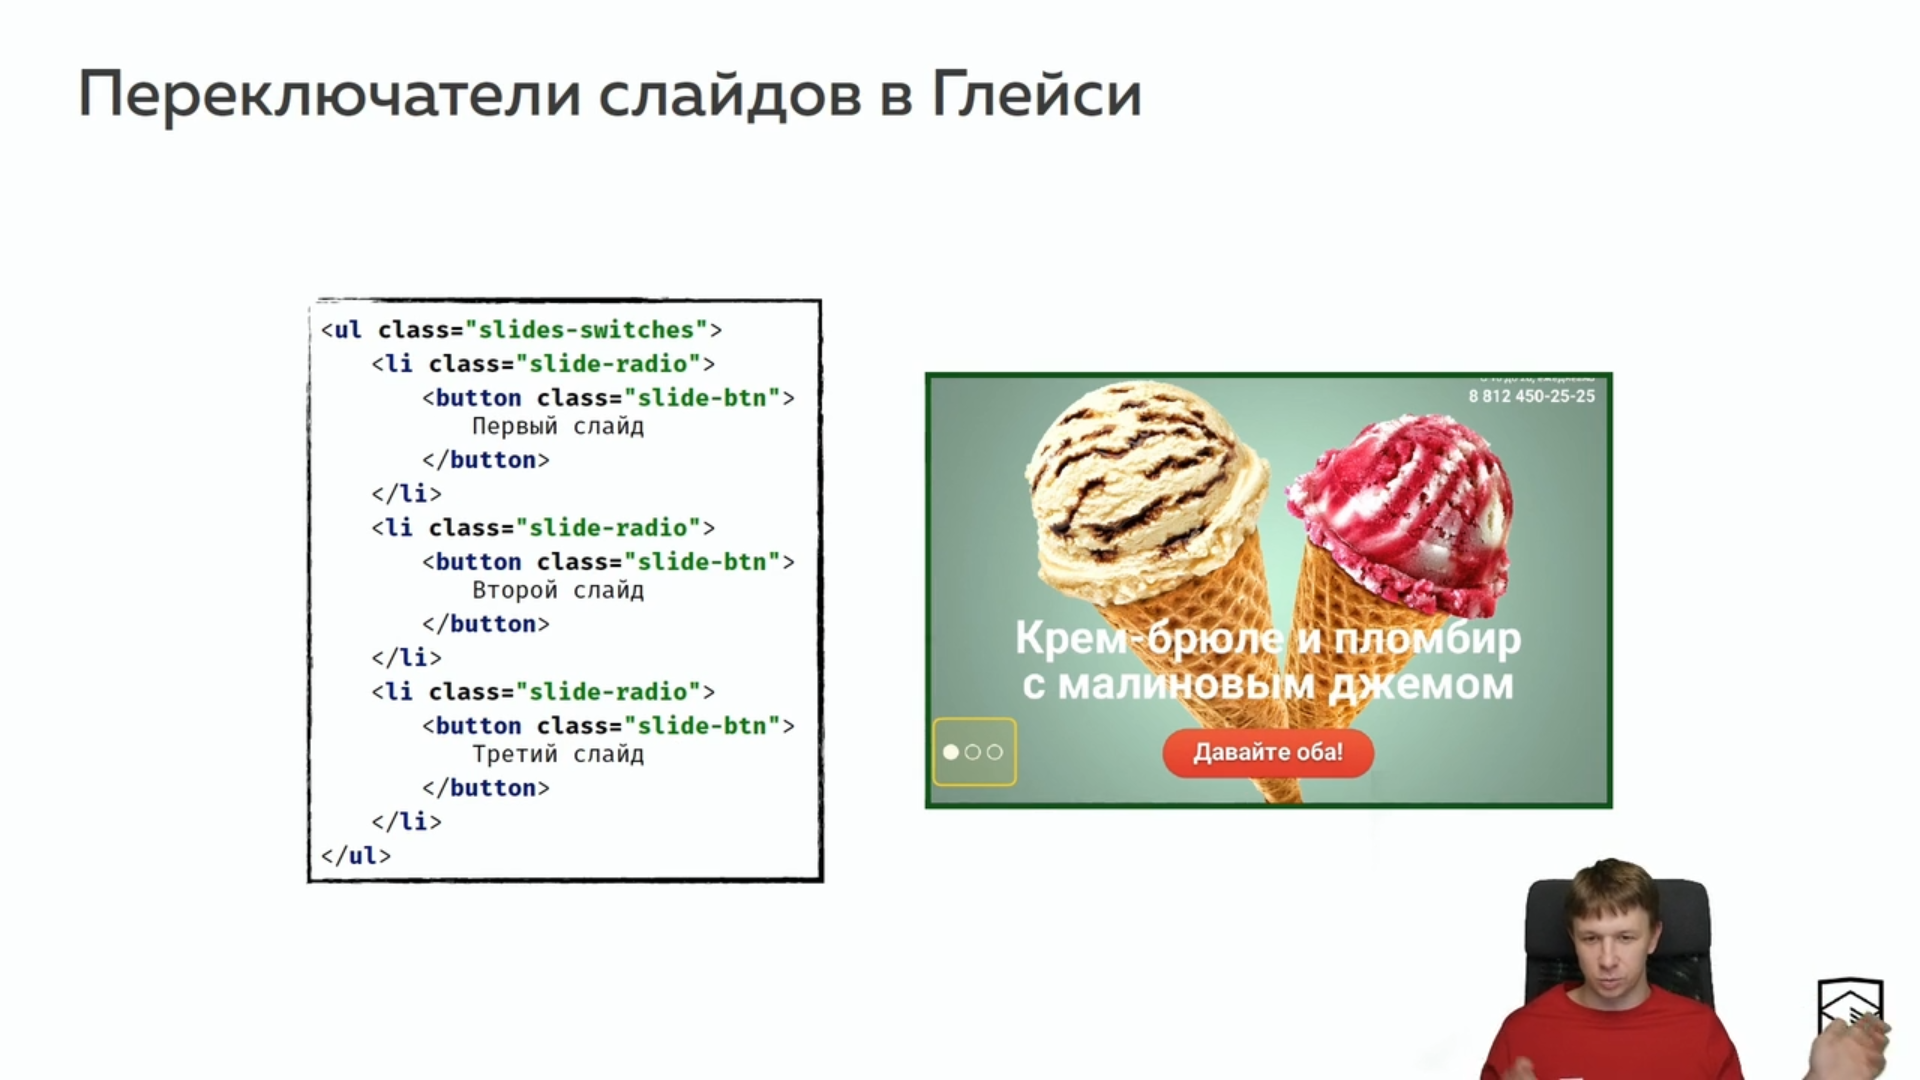 Переключатели слайдов в Глейси
<ul class="slides-switches">
<li class="slide-radio">
<button class="slide-btn">
Первый слайд
</button>
</li>
<li class="slide-radio">
<button class="slide-btn">
Второй слайд
</button>
</li>
<li class="slide-radio">
<button class="slide-btn">
Третий слайд
</button>
</li>
</ul>
8 812 450-25-25
Крем-брюле и пломбир
с малиновым джемом
Давайте оба!